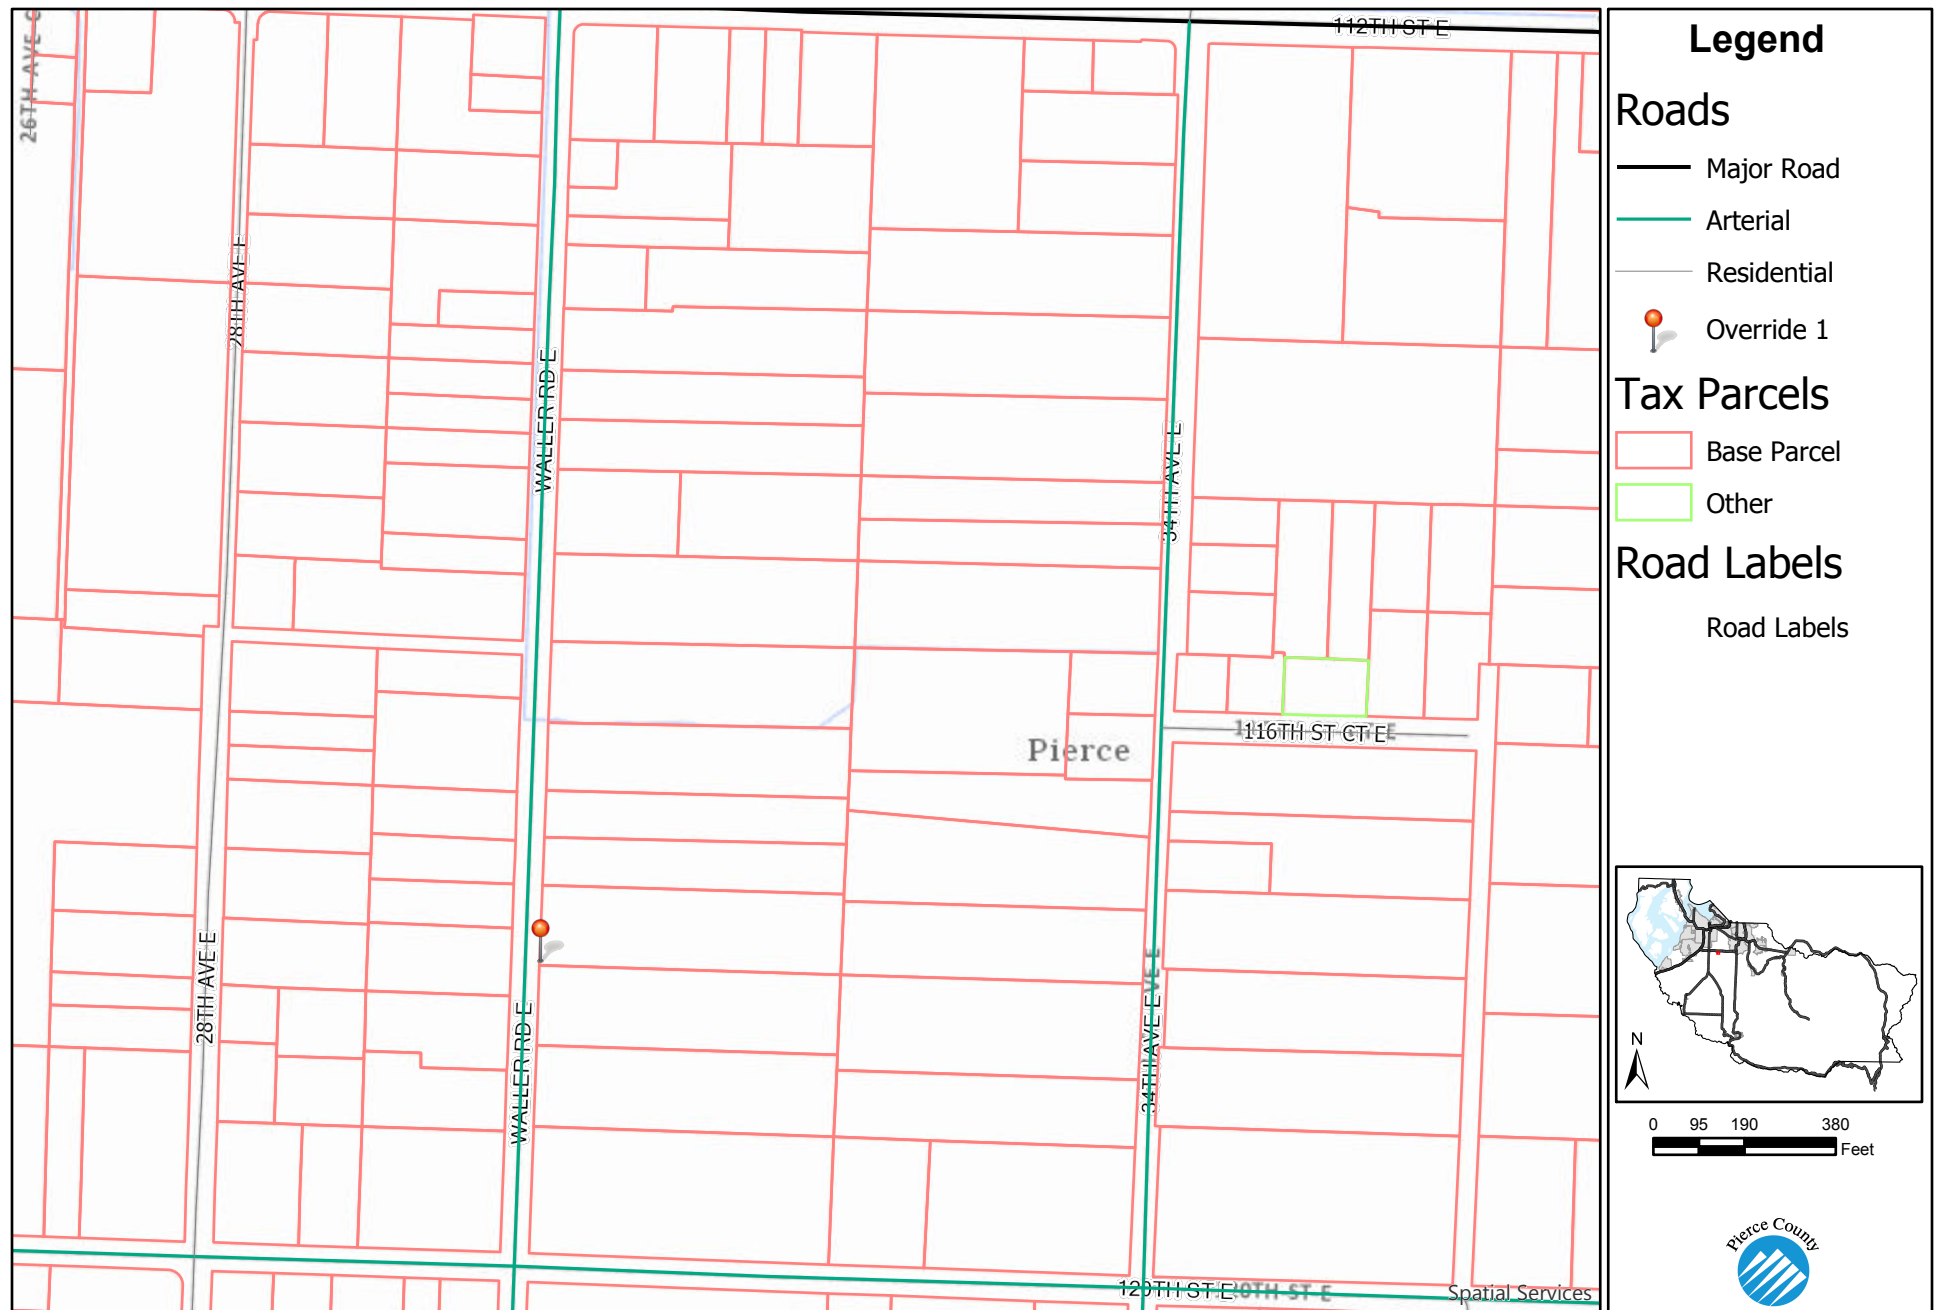 112TH ST E
26TH AVE C
28TH AVE E
WALLER RD E
34TH AVE E
116TH ST CT E
Pierce
28TH AVE E
WALLER RD E
34TH AVE E
120TH ST E
Spatial Services
Legend
Roads
Major Road
Arterial
Residential
Override 1
Tax Parcels
Base Parcel
Other
Road Labels
Road Labels
N
0 95 190 380
Feet
Pierce County